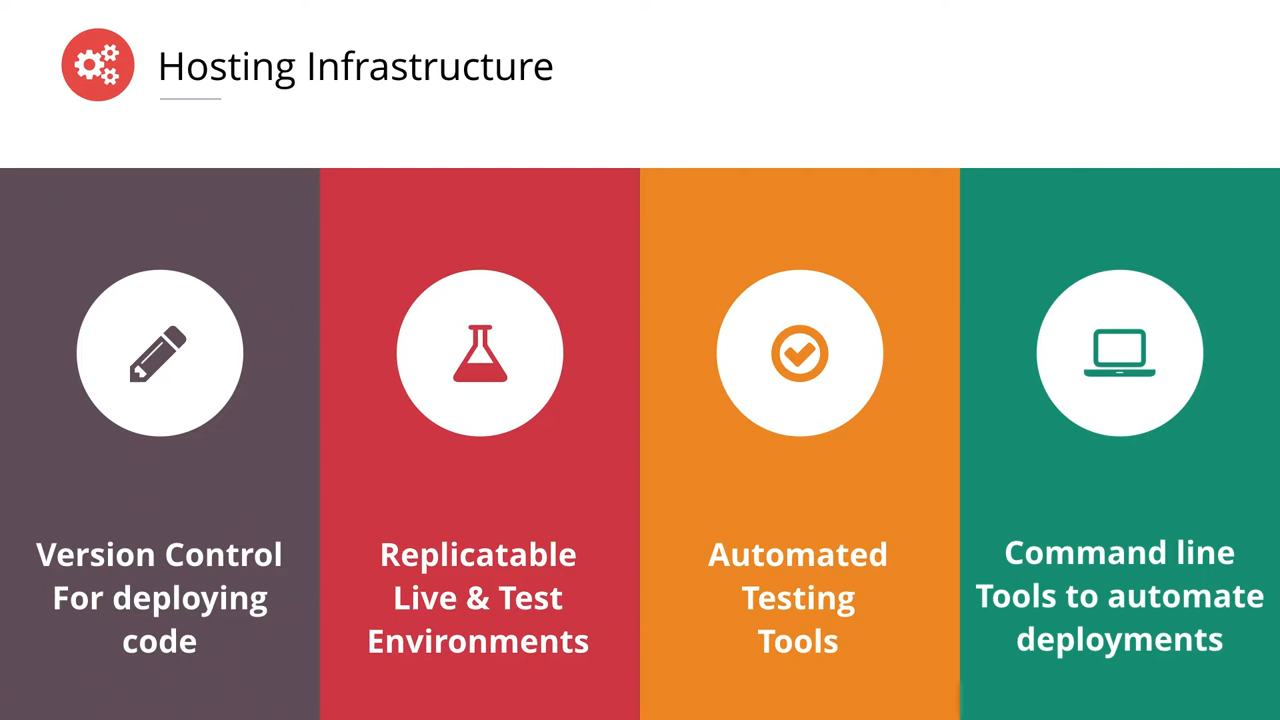 Hosting Infrastructure
Version Control
For deploying
code
Replicatable
Live & Test
Environments
Automated
Testing
Tools
Command line
Tools to automate
deployments